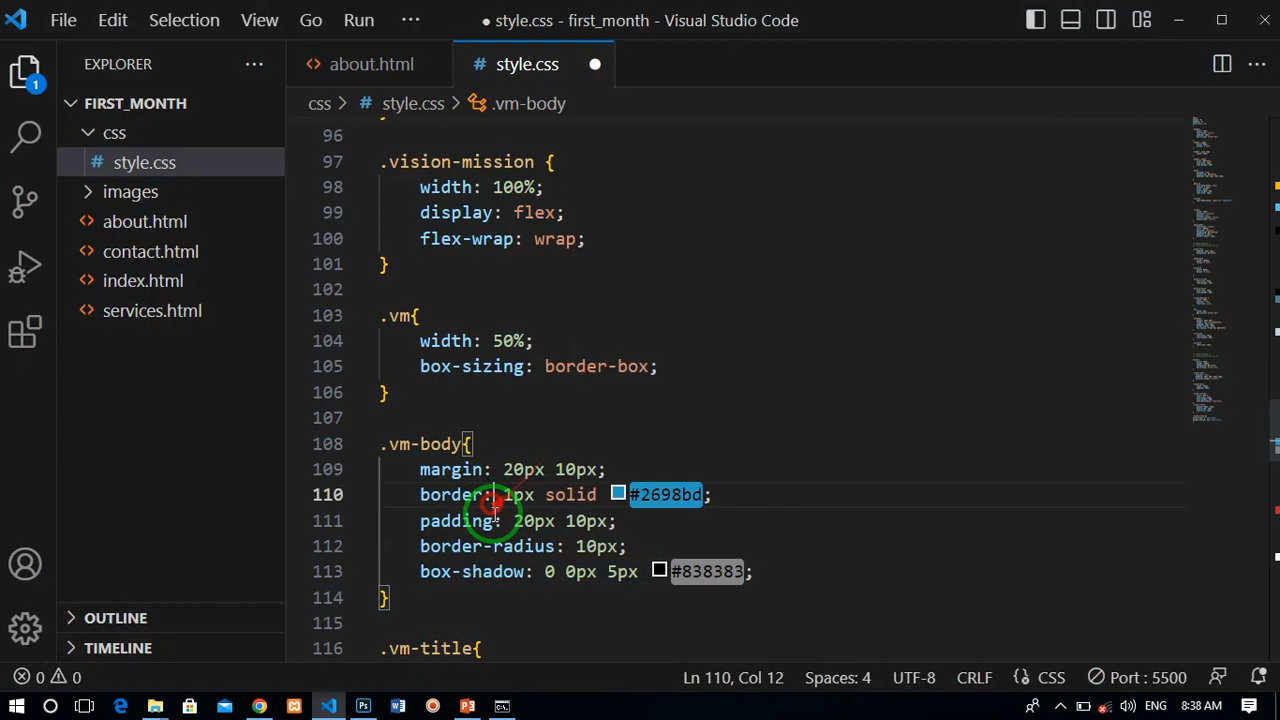 File Edit Selection View Go Run ··· ● style.css - first_month - Visual Studio Code
EXPLORER ···
about.html
# style.css ●
FIRST_MONTH
css
# style.css
images
<> about.html
<> contact.html
<> index.html
<> services.html
OUTLINE
TIMELINE
1
css > # style.css > .vm-body
96
97 .vision-mission {
98 width: 100%;
99 display: flex;
100 flex-wrap: wrap;
101 }
102
103 .vm{
104 width: 50%;
105 box-sizing: border-box;
106 }
107
108 .vm-body{
109 margin: 20px 10px;
110 border: 1px solid #2698bd;
111 padding: 20px 10px;
112 border-radius: 10px;
113 box-shadow: 0 0px 5px #838383;
114 }
115
116 .vm-title{
0 0 Ln 110, Col 12 Spaces: 4 UTF-8 CRLF {} CSS Port : 5500
ENG 8:38 AM